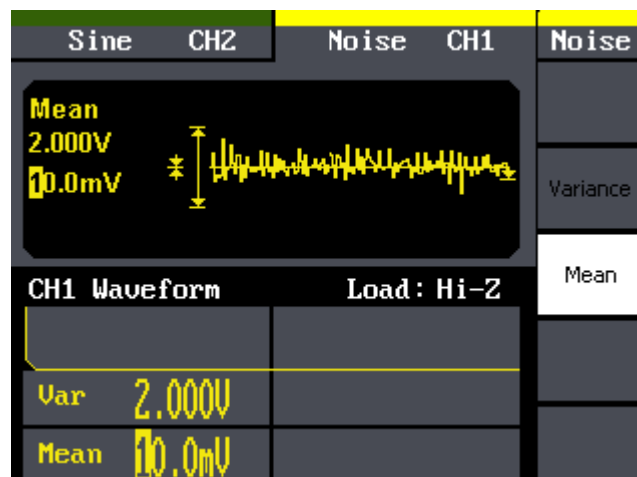 Sine CH2 Noise CH1 Noise
Mean
2.000V
10.0mV
Variance
Mean
CH1 Waveform Load: Hi-Z
Var 2.000V
Mean 10.0mV